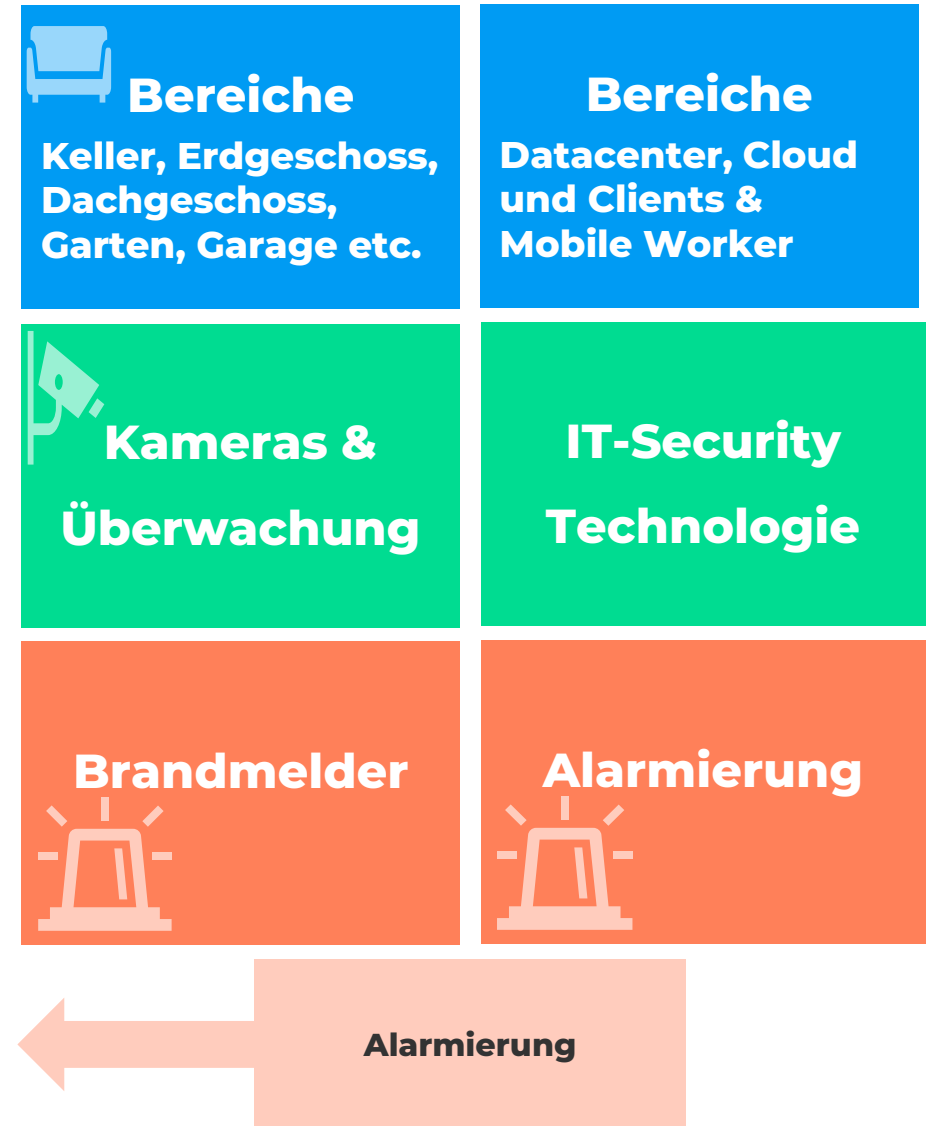 Bereiche
Keller, Erdgeschoss,
Dachgeschoss,
Garten, Garage etc.
Bereiche
Datacenter, Cloud
und Clients &
Mobile Worker
Kameras &
Überwachung
IT-Security
Technologie
Brandmelder
Alarmierung
Alarmierung